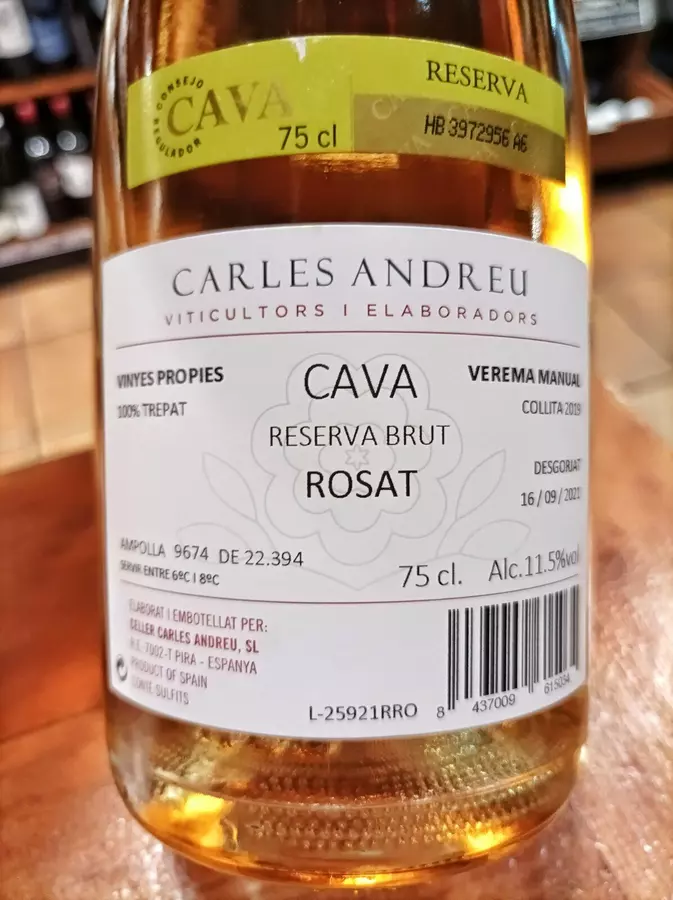 CONSEJO
CAVA
REGULADOR
75 cl
RESERVA
HB 3972956 A6
CARLES ANDREU
VITICULTORS I ELABORADORS
VINYES PROPIES
100% TREPAT
CAVA
RESERVA BRUT
ROSAT
VEREMA MANUAL
COLLITA 2019
DESGORJAT
16/09/2021
AMPOLLA 9674 DE 22.394
SERVIR ENTRE 6ºC I 8ºC
75 cl. Alc.11.5%vol
ELABORAT I EMBOTELLAT PER:
CELLER CARLES ANDREU, SL
R.E. 7002-T PIRA - ESPANYA
PRODUCT OF SPAIN
CONTÉ SULFITS
L-25921RRO
8 437009 615034